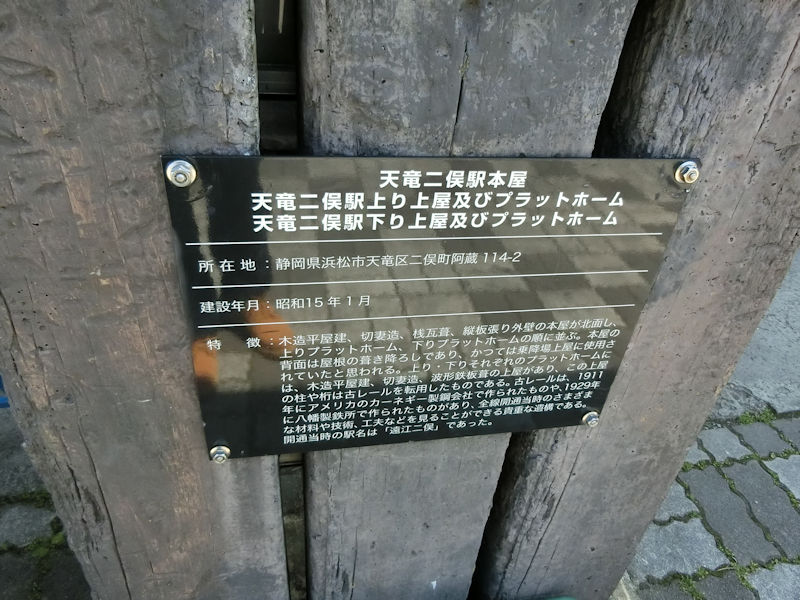 天竜二俣駅本屋
天竜二俣駅上り上屋及びプラットホーム
天竜二俣駅下り上屋及びプラットホーム
所在地：静岡県浜松市天竜区二俣町阿蔵114-2
建設年月：昭和15年1月
特徴：木造平屋建、切妻造、桟瓦葺、縦板張り外壁の本屋が北面し、
上りプラットホーム、下りプラットホームの順に並ぶ。本屋の
背面は屋根の葺き降ろしであり、かつては乗降場上屋に使用さ
れていたと思われる。上り・下りそれぞれのプラットホームに
は、木造平屋建、切妻造、波形鉄板葺の上屋があり、この上屋
の柱や桁は古レールを転用したものである。古レールは、1911
年にアメリカのカーネギー製鋼会社で作られたものや、1929年
に八幡製鉄所で作られたものがあり、全線開通当時のさまざま
な材料や技術、工夫などを見ることができる貴重な遺構である。
開通当時の駅名は「遠江二俣」であった。